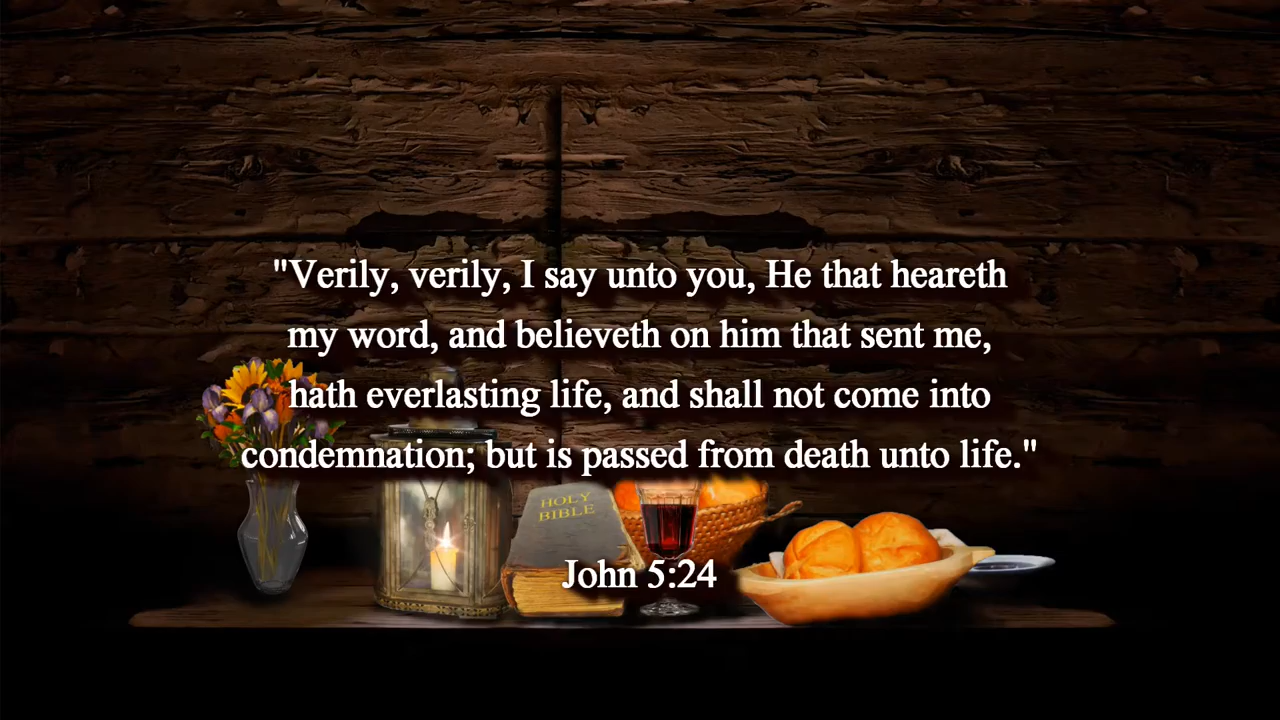 "Verily, verily, I say unto you, He that heareth
my word, and believeth on him that sent me,
hath everlasting life, and shall not come into
condemnation; but is passed from death unto life."
HOLY
BIBLE
John 5:24